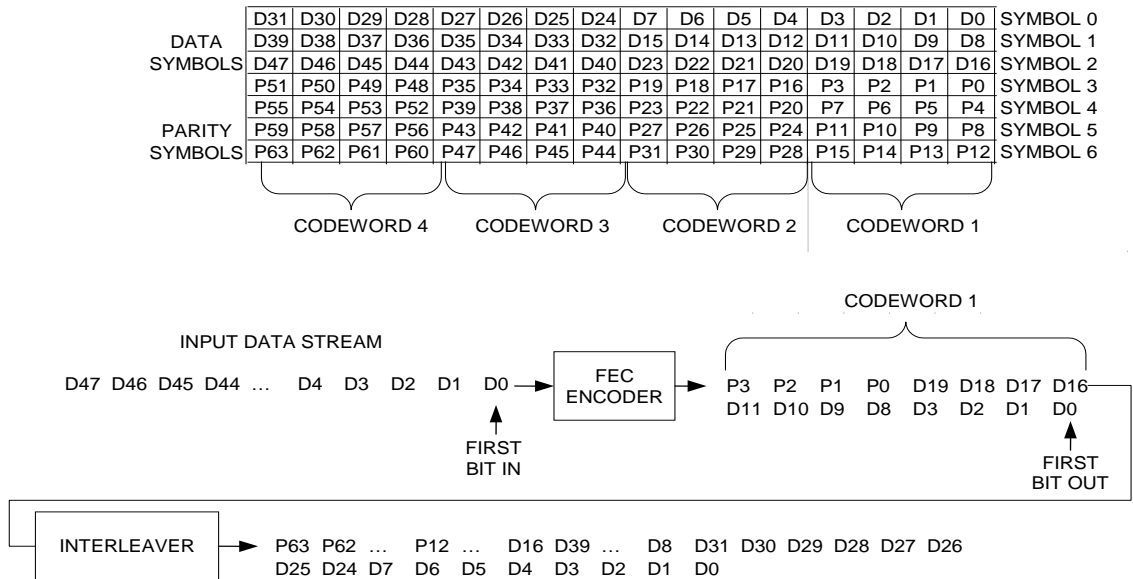 D31 D30 D29 D28 D27 D26 D25 D24 D7 D6 D5 D4 D3 D2 D1 D0 SYMBOL 0
DATA D39 D38 D37 D36 D35 D34 D33 D32 D15 D14 D13 D12 D11 D10 D9 D8 SYMBOL 1
SYMBOLS D47 D46 D45 D44 D43 D42 D41 D40 D23 D22 D21 D20 D19 D18 D17 D16 SYMBOL 2
P51 P50 P49 P48 P35 P34 P33 P32 P19 P18 P17 P16 P3 P2 P1 P0 SYMBOL 3
P55 P54 P53 P52 P39 P38 P37 P36 P23 P22 P21 P20 P7 P6 P5 P4 SYMBOL 4
PARITY P59 P58 P57 P56 P43 P42 P41 P40 P27 P26 P25 P24 P11 P10 P9 P8 SYMBOL 5
SYMBOLS P63 P62 P61 P60 P47 P46 P45 P44 P31 P30 P29 P28 P15 P14 P13 P12 SYMBOL 6
CODEWORD 4 CODEWORD 3 CODEWORD 2 CODEWORD 1
CODEWORD 1
INPUT DATA STREAM
D47 D46 D45 D44 ... D4 D3 D2 D1 D0
FEC
ENCODER
P3 P2 P1 P0 D19 D18 D17 D16
D11 D10 D9 D8 D3 D2 D1 D0
FIRST
BIT IN
FIRST
BIT OUT
INTERLEAVER
P63 P62 ... P12 ... D16 D39 ... D8 D31 D30 D29 D28 D27 D26
D25 D24 D7 D6 D5 D4 D3 D2 D1 D0